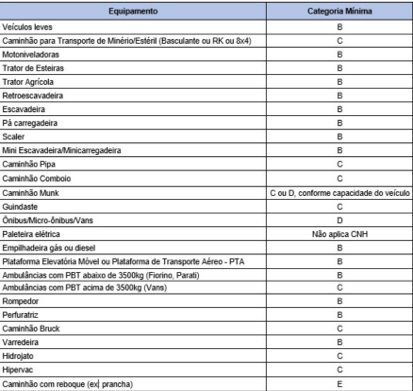 Equipamento Categoria Mínima
Veículos leves B
Caminhão para Transporte de Minério/Estéril (Basculante ou RK ou 8x4) C
Motoniveladoras B
Trator de Esteiras B
Trator Agrícola B
Retroescavadeira B
Escavadeira B
Pá carregadeira B
Scaler B
Mini Escavadeira/Minicarregadeira B
Caminhão Pipa C
Caminhão Comboio C
Caminhão Munk C ou D, conforme capacidade do veículo
Guindaste C
Ônibus/Micro-ônibus/Vans D
Paleteira elétrica Não aplica CNH
Empilhadeira gás ou diesel B
Plataforma Elevatória Móvel ou Plataforma de Transporte Aéreo - PTA B
Ambulâncias com PBT abaixo de 3500kg (Fiorino, Parati) B
Ambulâncias com PBT acima de 3500kg (Vans) C
Rompedor B
Perfuratriz B
Caminhão Bruck C
Varredeira B
Hidrojato C
Hipervac C
Caminhão com reboque (ex: prancha) E